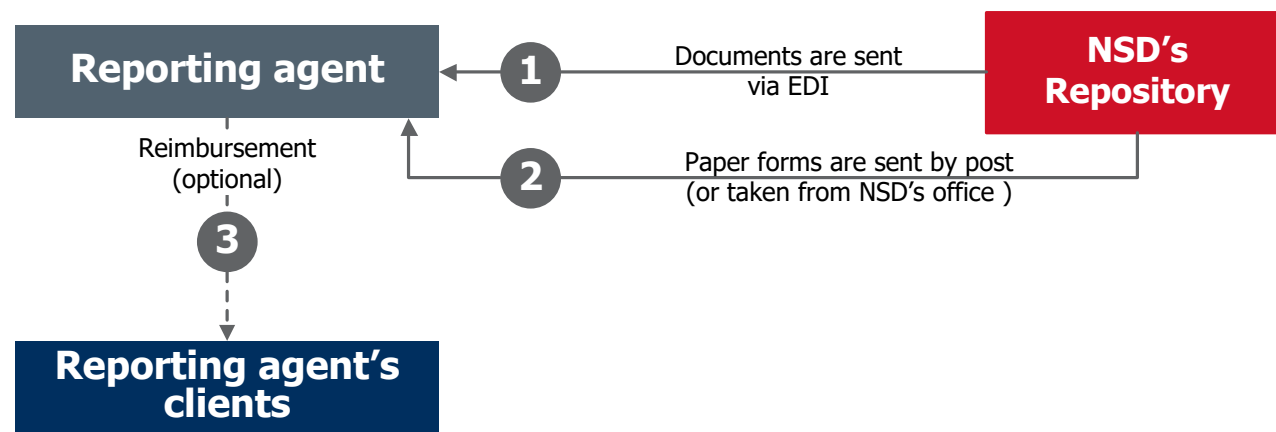 Reporting agent
1
Documents are sent
via EDI
NSD’s
Repository
Reimbursement
(optional)
2
Paper forms are sent by post
(or taken from NSD’s office )
3
Reporting agent’s
clients